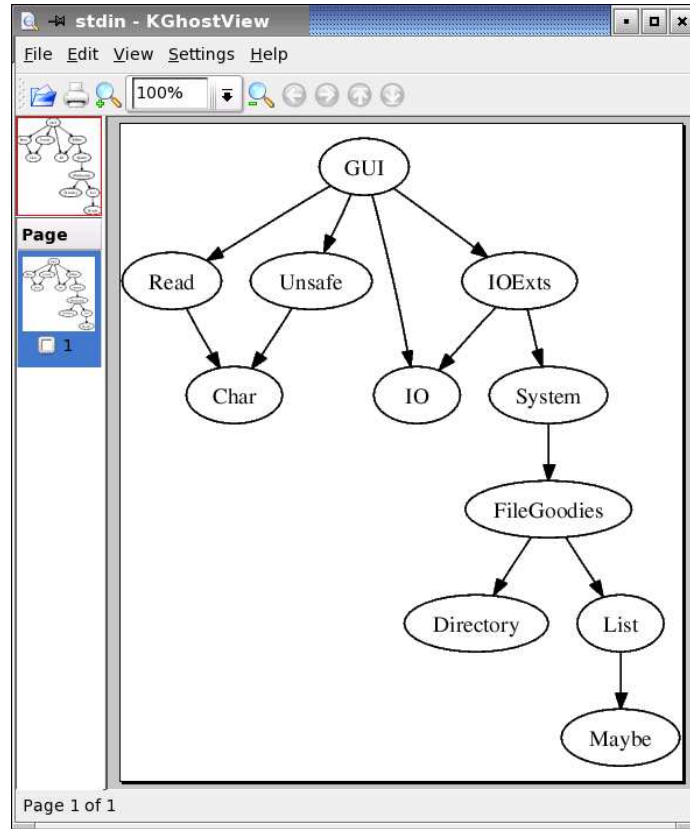 stdin - KGhostView
File Edit View Settings Help
100%
Page
1
GUI
Read Unsafe IOExts
Char IO System
FileGoodies
Directory List
Maybe
Page 1 of 1